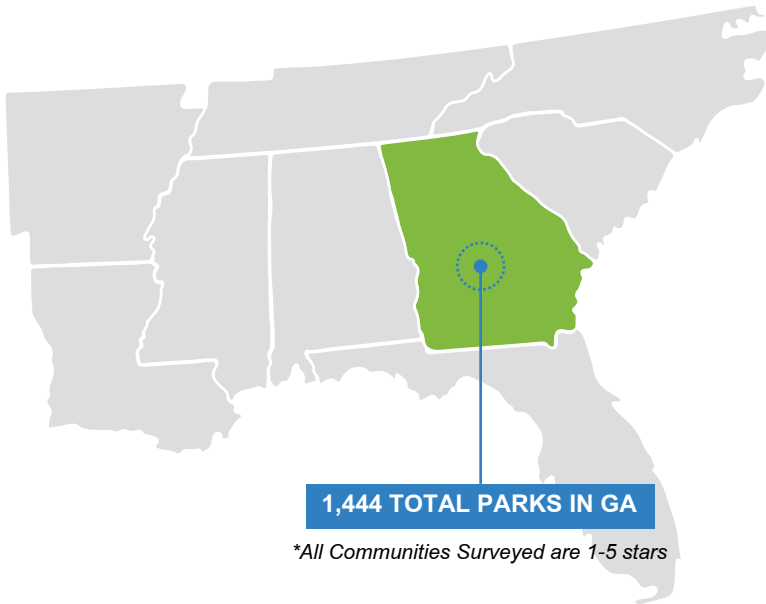 1,444 TOTAL PARKS IN GA
*All Communities Surveyed are 1-5 stars